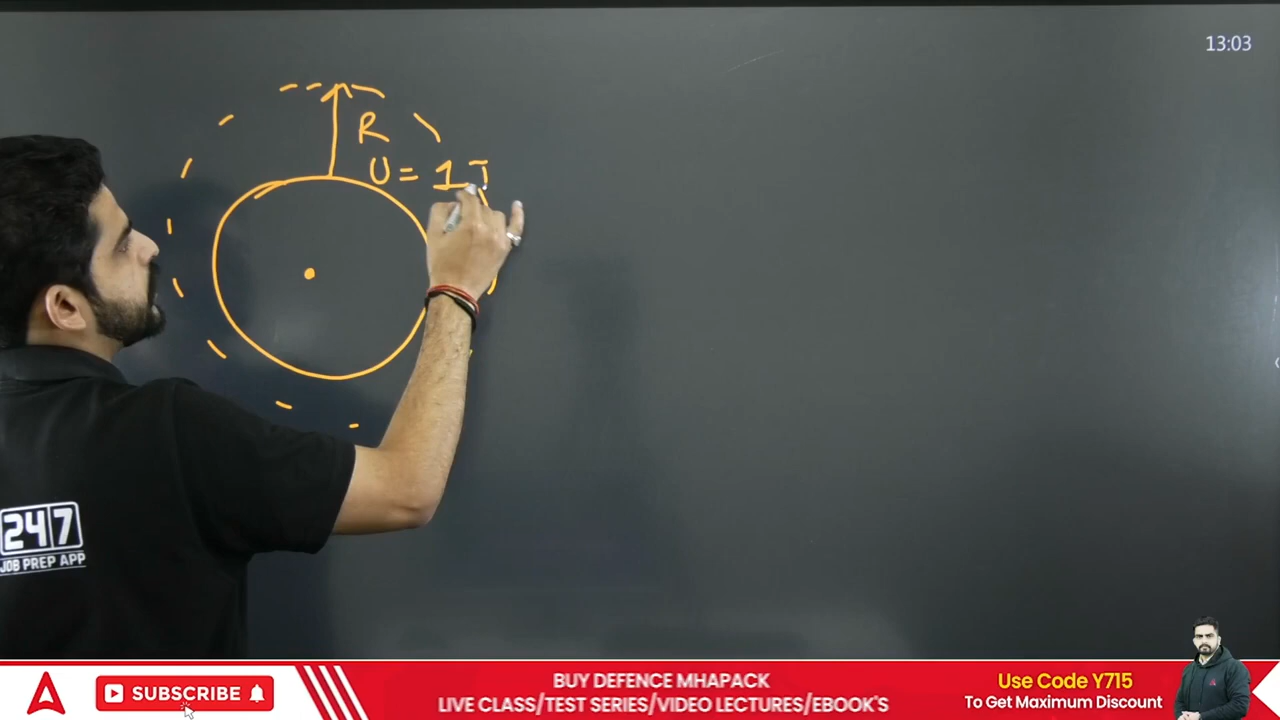 13:03
R
U = 1 J
247
JOB PREP APP
SUBSCRIBE
BUY DEFENCE MHAPACK
LIVE CLASS/TEST SERIES/VIDEO LECTURES/EBOOK'S
Use Code Y715
To Get Maximum Discount